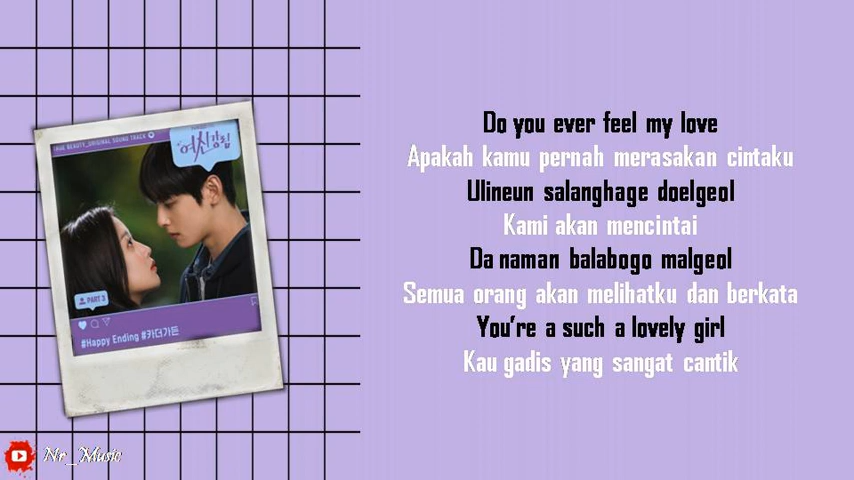 TRUE BEAUTY_ORIGINAL SOUND TRACK
여신강림
PART 3
#Happy Ending #카더가든
Do you ever feel my love
Apakah kamu pernah merasakan cintaku
Ulineun salanghage doelgeol
Kami akan mencintai
Da naman balabogo malgeol
Semua orang akan melihatku dan berkata
You're a such a lovely girl
Kau gadis yang sangat cantik
Nr_Music